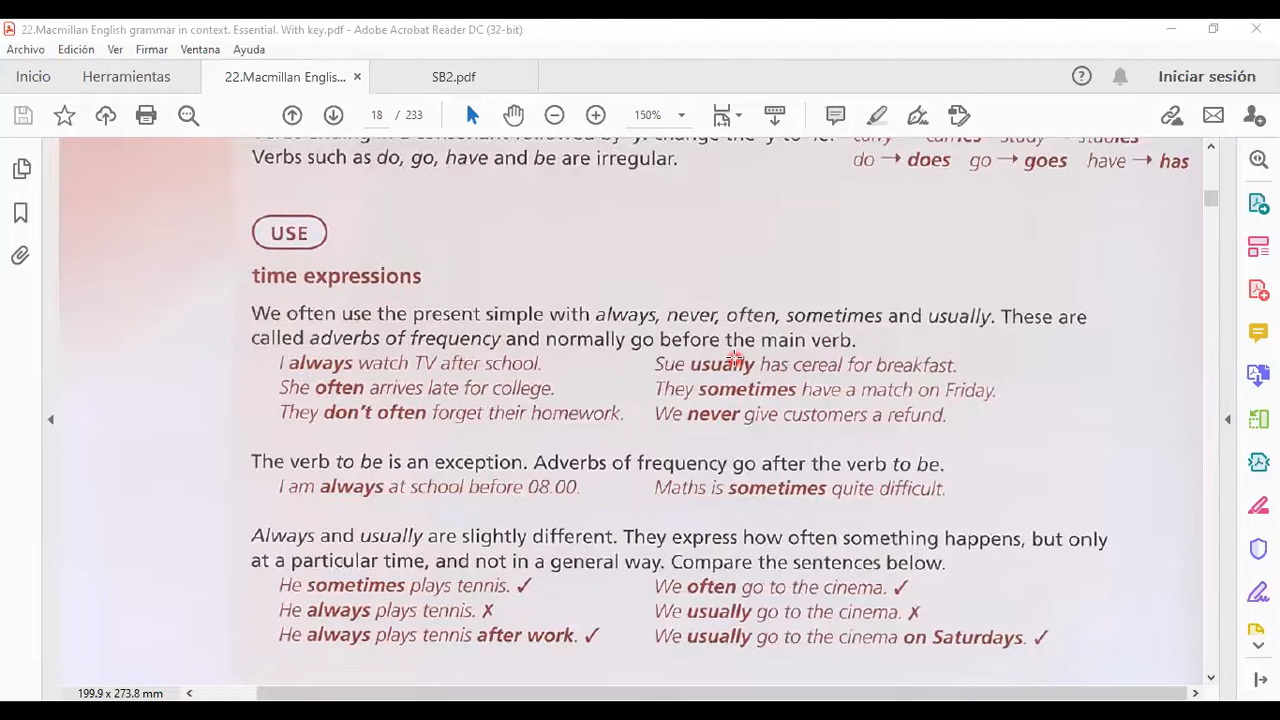 22.Macmillan English grammar in context. Essential. With key.pdf - Adobe Acrobat Reader DC (32-bit)
Archivo Edición Ver Firmar Ventana Ayuda
Inicio Herramientas 22.Macmillan Englis... × SB2.pdf Iniciar sesión
18 / 233 150%
Verbs such as do, go, have and be are irregular. do → does go → goes have → has
USE
time expressions
We often use the present simple with always, never, often, sometimes and usually. These are
called adverbs of frequency and normally go before the main verb.
I always watch TV after school. Sue usually has cereal for breakfast.
She often arrives late for college. They sometimes have a match on Friday.
They don't often forget their homework. We never give customers a refund.
The verb to be is an exception. Adverbs of frequency go after the verb to be.
I am always at school before 08.00. Maths is sometimes quite difficult.
Always and usually are slightly different. They express how often something happens, but only
at a particular time, and not in a general way. Compare the sentences below.
He sometimes plays tennis. ✓ We often go to the cinema. ✓
He always plays tennis. ✗ We usually go to the cinema. ✗
He always plays tennis after work. ✓ We usually go to the cinema on Saturdays. ✓
199.9 x 273.8 mm